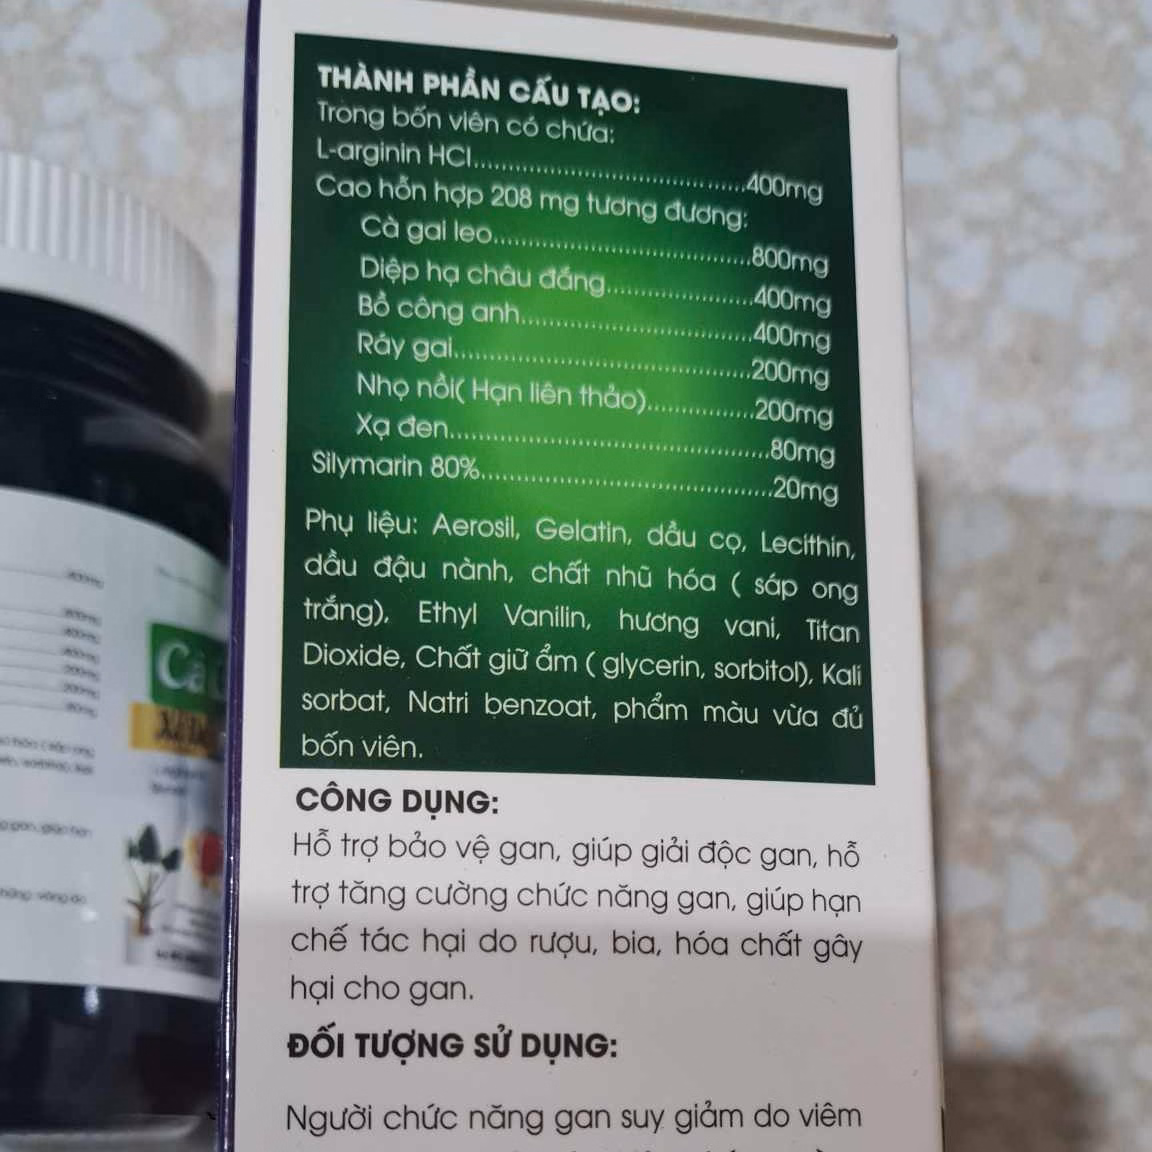 THÀNH PHẦN CẤU TẠO:
Trong bốn viên có chứa:
L-arginin HCl..........................................400mg
Cao hỗn hợp 208 mg tương đương:
Cà gai leo......................................800mg
Diệp hạ châu đắng......................400mg
Bồ công anh..................................400mg
Ráy gai...........................................200mg
Nhọ nồi( Hạn liên thảo)...............200mg
Xạ đen..............................................80mg
Silymarin 80%..........................................20mg
Phụ liệu: Aerosil, Gelatin, dầu cọ, Lecithin,
dầu đậu nành, chất nhũ hóa ( sáp ong
trắng), Ethyl Vanilin, hương vani, Titan
Dioxide, Chất giữ ẩm ( glycerin, sorbitol), Kali
sorbat, Natri benzoat, phẩm màu vừa đủ
bốn viên.
CÔNG DỤNG:
Hỗ trợ bảo vệ gan, giúp giải độc gan, hỗ
trợ tăng cường chức năng gan, giúp hạn
chế tác hại do rượu, bia, hóa chất gây
hại cho gan.
ĐỐI TƯỢNG SỬ DỤNG:
Người chức năng gan suy giảm do viêm
Cà